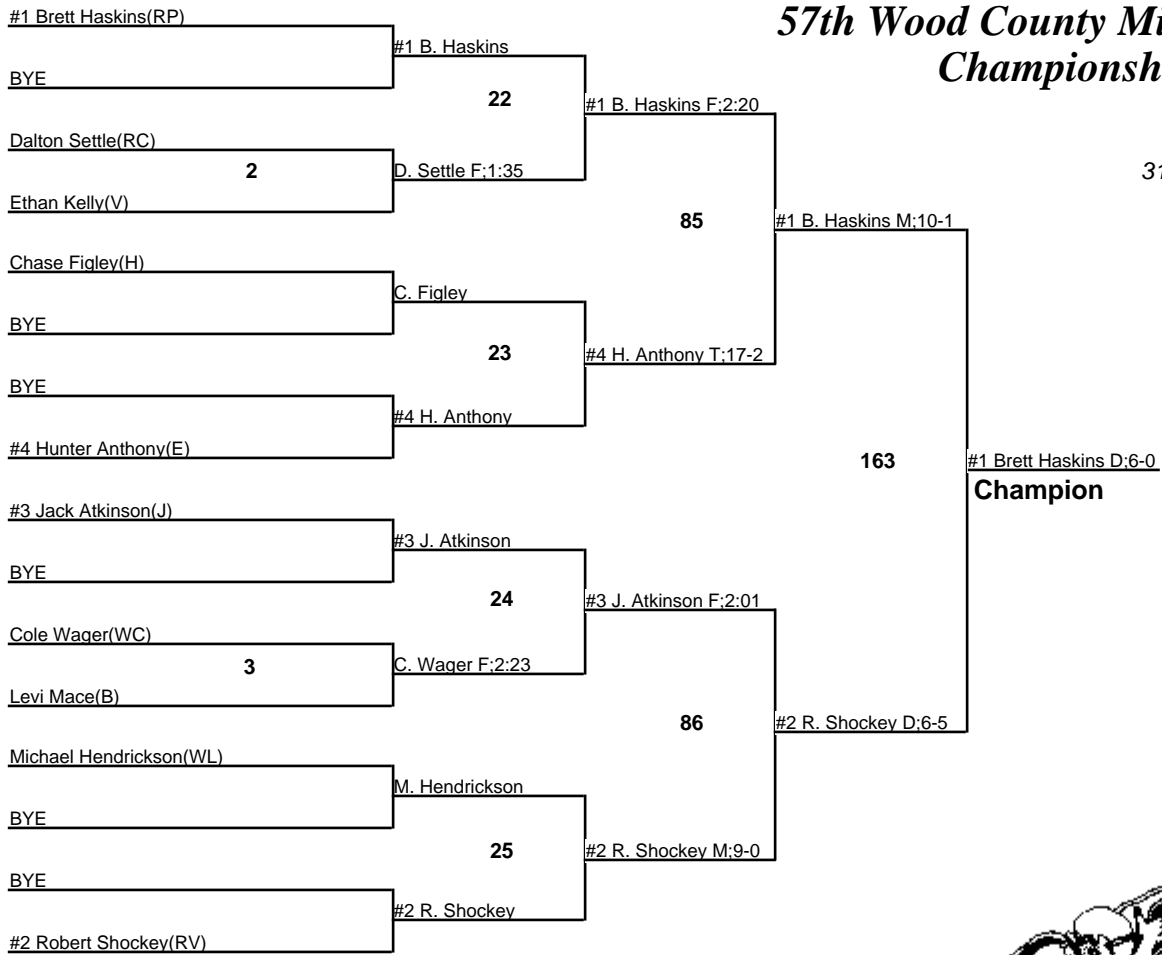 57th Wood County Mi
Championsh
31
#1 Brett Haskins(RP)
BYE
Dalton Settle(RC)
2
Ethan Kelly(V)
Chase Figley(H)
BYE
BYE
#4 Hunter Anthony(E)
#3 Jack Atkinson(J)
BYE
Cole Wager(WC)
3
Levi Mace(B)
Michael Hendrickson(WL)
BYE
BYE
#2 Robert Shockey(RV)
#1 B. Haskins
22
D. Settle F;1:35
C. Figley
23
#4 H. Anthony
#3 J. Atkinson
24
C. Wager F;2:23
M. Hendrickson
25
#2 R. Shockey
#1 B. Haskins F;2:20
85
#4 H. Anthony T;17-2
#3 J. Atkinson F;2:01
86
#2 R. Shockey M;9-0
#1 B. Haskins M;10-1
163
#2 R. Shockey D;6-5
#1 Brett Haskins D;6-0
Champion